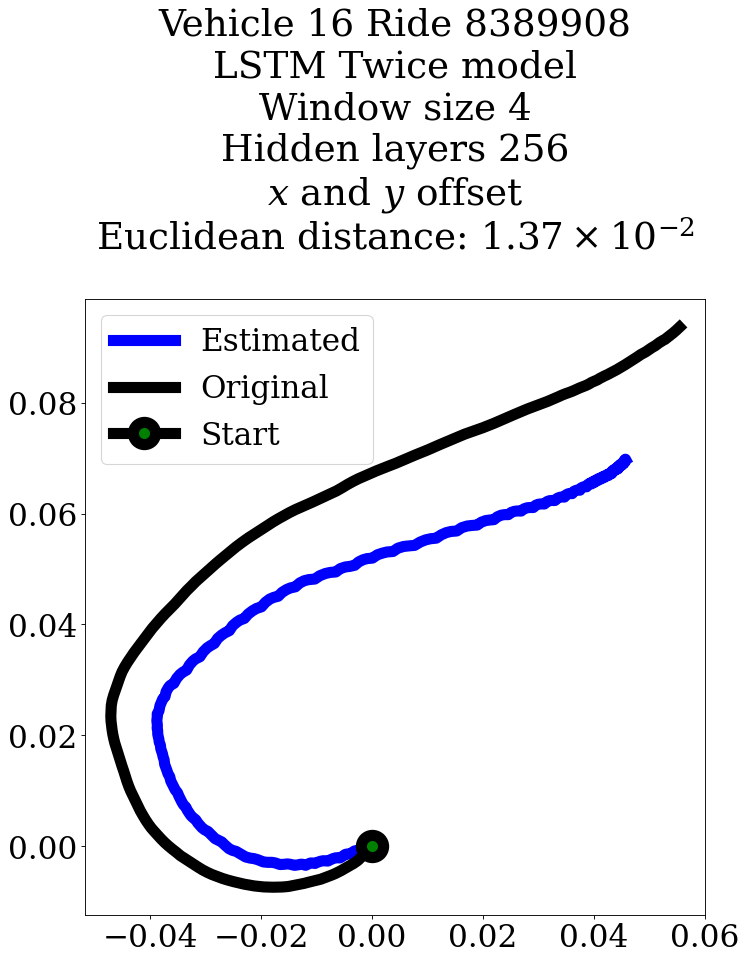 Vehicle 16 Ride 8389908
LSTM Twice model
Window size 4
Hidden layers 256
x and y offset
Euclidean distance: 1.37 × 10⁻²
Estimated
Original
Start
0.08
0.06
0.04
0.02
0.00
−0.04 −0.02 0.00 0.02 0.04 0.06